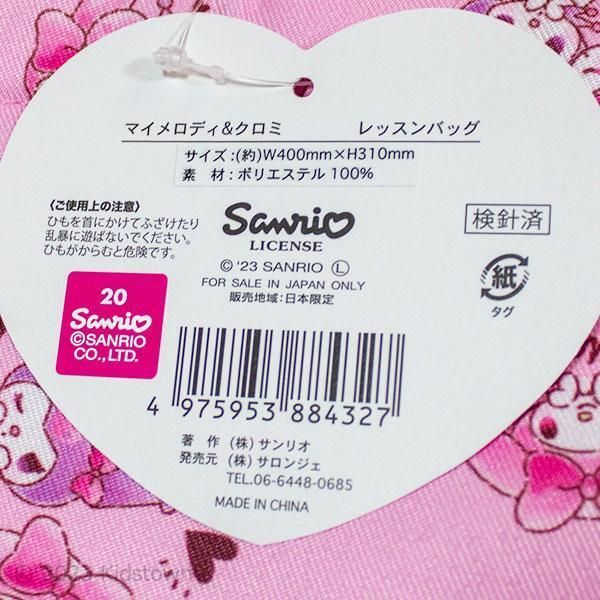 マイメロディ&クロミ レッスンバッグ
サイズ:(約)W400mm×H310mm
素 材:ポリエステル 100%
〈ご使用上の注意〉
ひもを首にかけてふざけたり
乱暴に遊ばないでください。
ひもがからむと危険です。
Sanrio
LICENSE
© '23 SANRIO Ⓛ
FOR SALE IN JAPAN ONLY
販売地域:日本限定
検針済
紙
タグ
20
Sanrio
©SANRIO
CO., LTD.
4 975953 884327
著 作 (株) サンリオ
発売元 (株) サロンジェ
TEL.06-6448-0685
MADE IN CHINA
© 2023 Kidstown